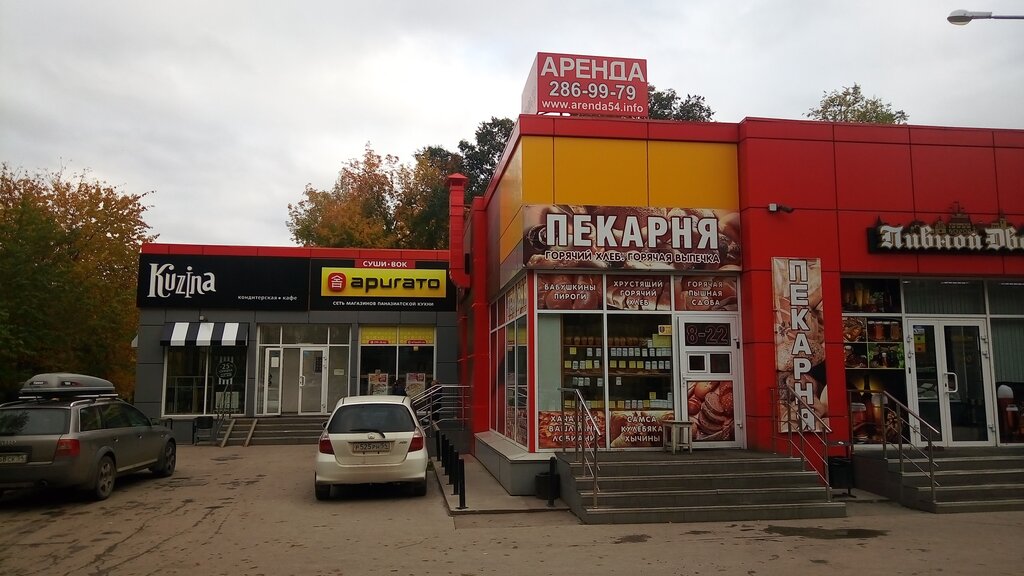 АРЕНДА
286-99-79
www.arenda54.info
Kuzina
кондитерская кафе
СУШИ • ВОК
аригато
СЕТЬ МАГАЗИНОВ ПАНАЗИАТСКОЙ КУХНИ
ПЕКАРНЯ
ГОРЯЧИЙ ХЛЕБ, ГОРЯЧАЯ ВЫПЕЧКА
БАБУШКИНЫ
ПИРОГИ
ХРУСТЯЩИЙ
ГОРЯЧИЙ
ХЛЕБ
ГОРЯЧАЯ
ПЫШНАЯ
СДОБА
8-22
САМСА
КУЛЕБЯКА
ХЫЧИНЫ
ПЕКАРНЯ
Пивной Дво